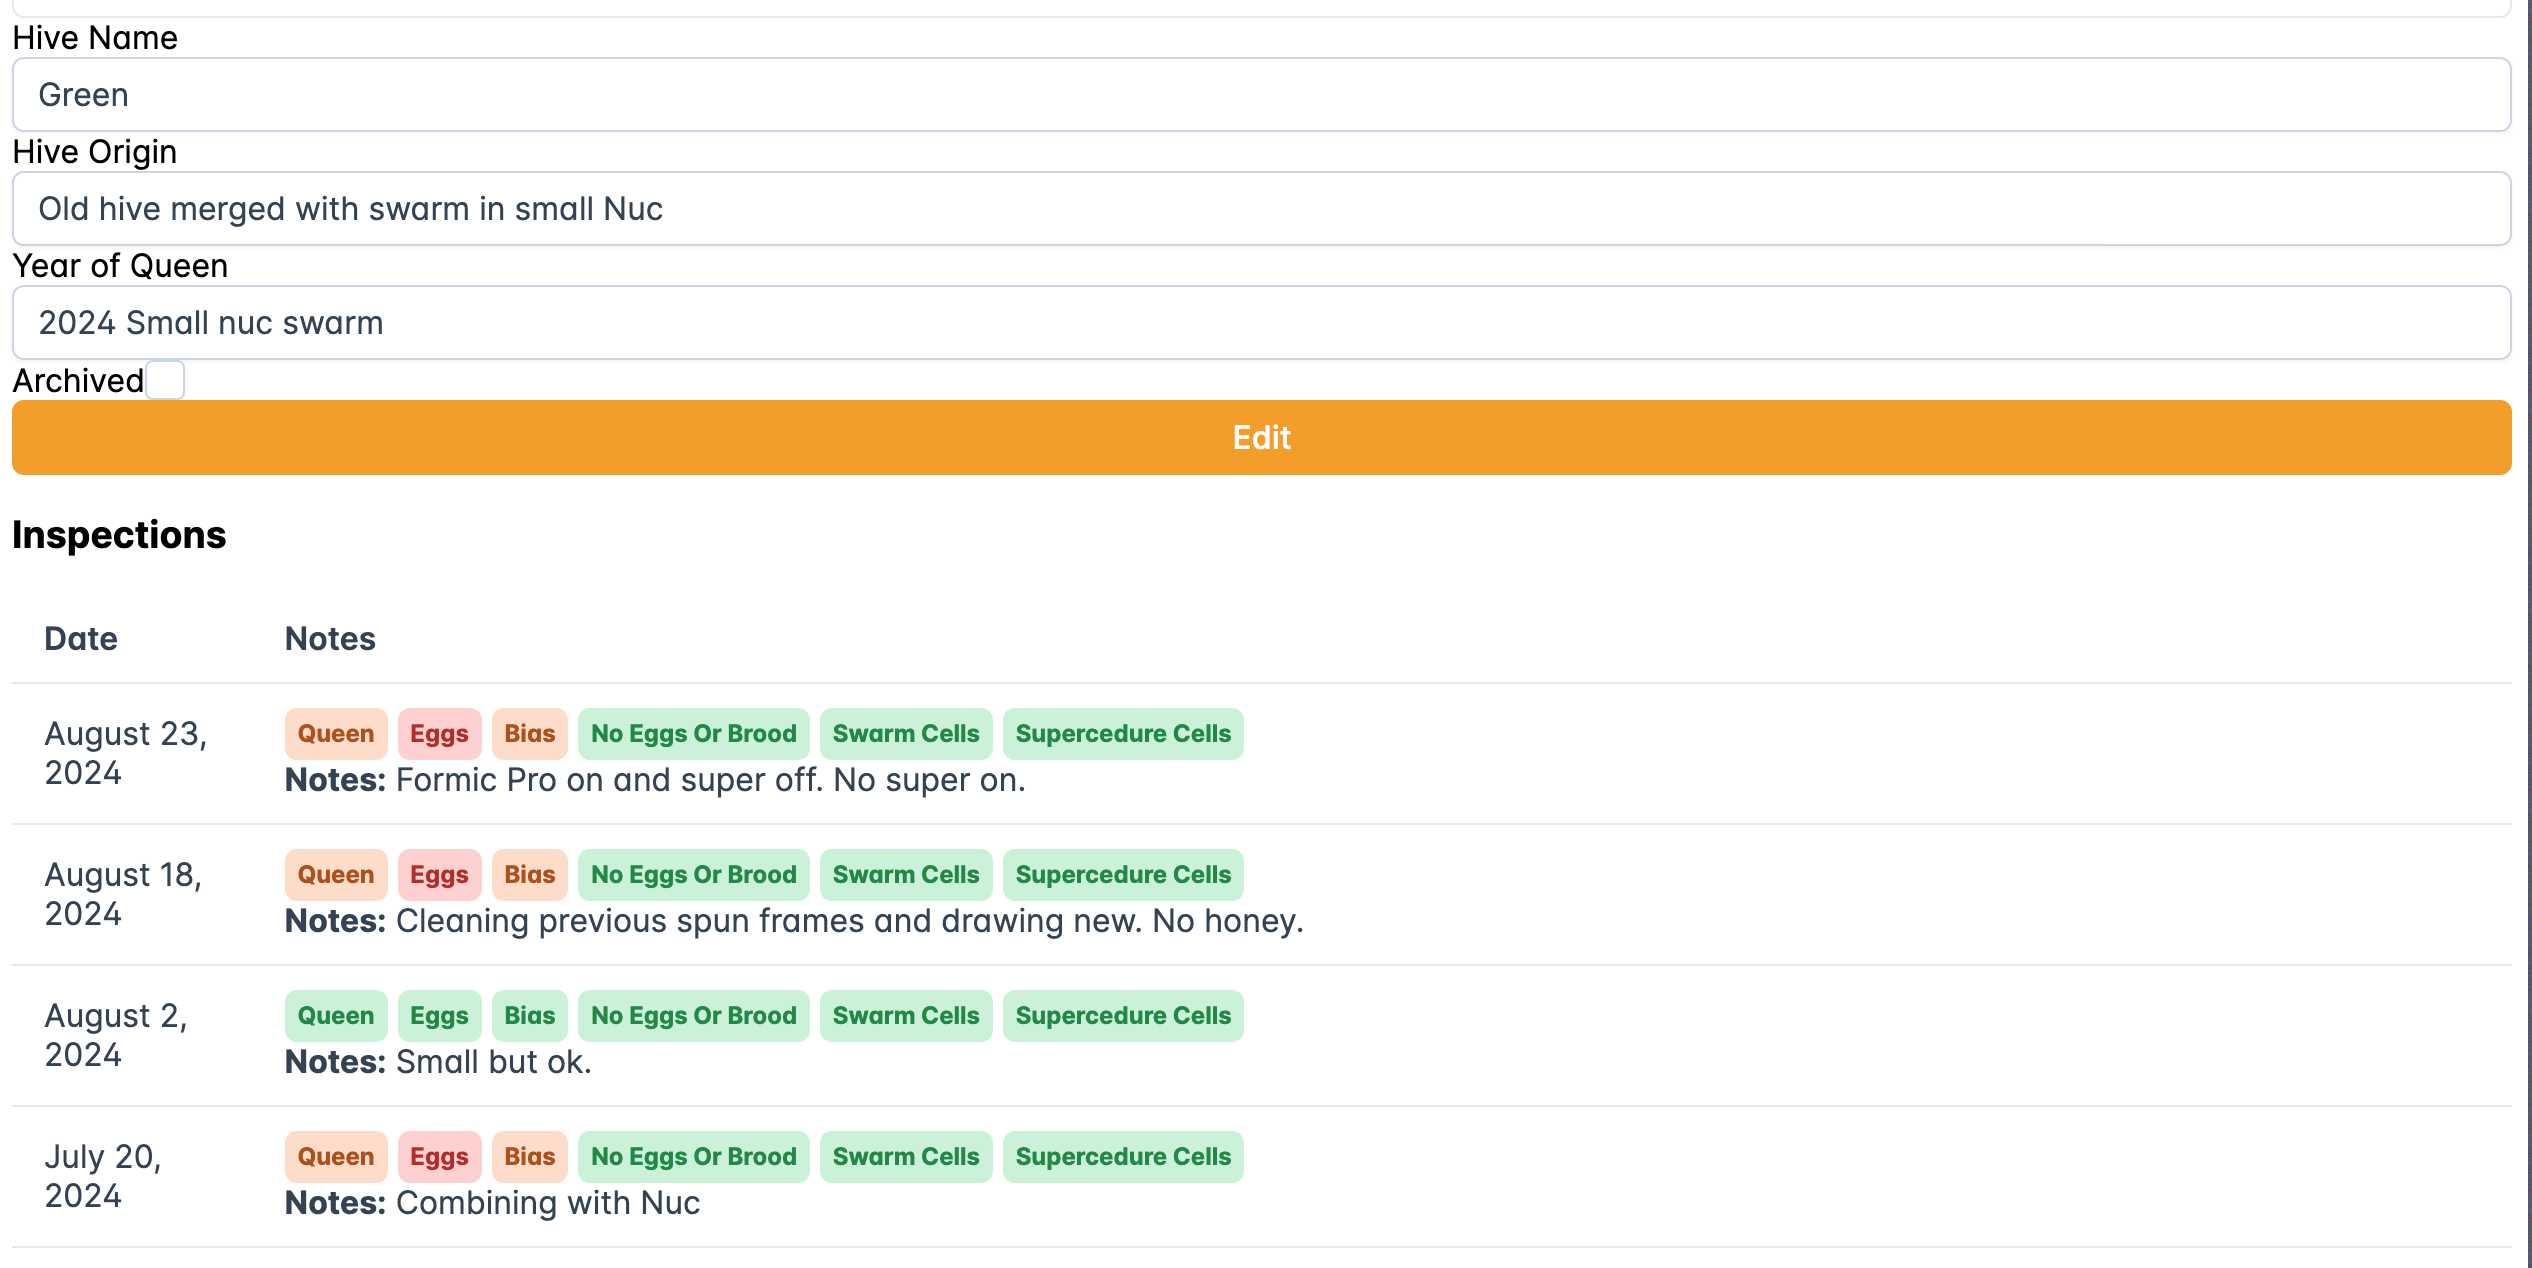 Hive Name
Green
Hive Origin
Old hive merged with swarm in small Nuc
Year of Queen
2024 Small nuc swarm
Archived
Edit
Inspections
Date Notes
August 23, 2024
Queen Eggs Bias No Eggs Or Brood Swarm Cells Supercedure Cells
Notes: Formic Pro on and super off. No super on.
August 18, 2024
Queen Eggs Bias No Eggs Or Brood Swarm Cells Supercedure Cells
Notes: Cleaning previous spun frames and drawing new. No honey.
August 2, 2024
Queen Eggs Bias No Eggs Or Brood Swarm Cells Supercedure Cells
Notes: Small but ok.
July 20, 2024
Queen Eggs Bias No Eggs Or Brood Swarm Cells Supercedure Cells
Notes: Combining with Nuc